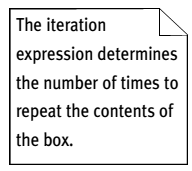 The iteration
expression determines
the number of times to
repeat the contents of
the box.